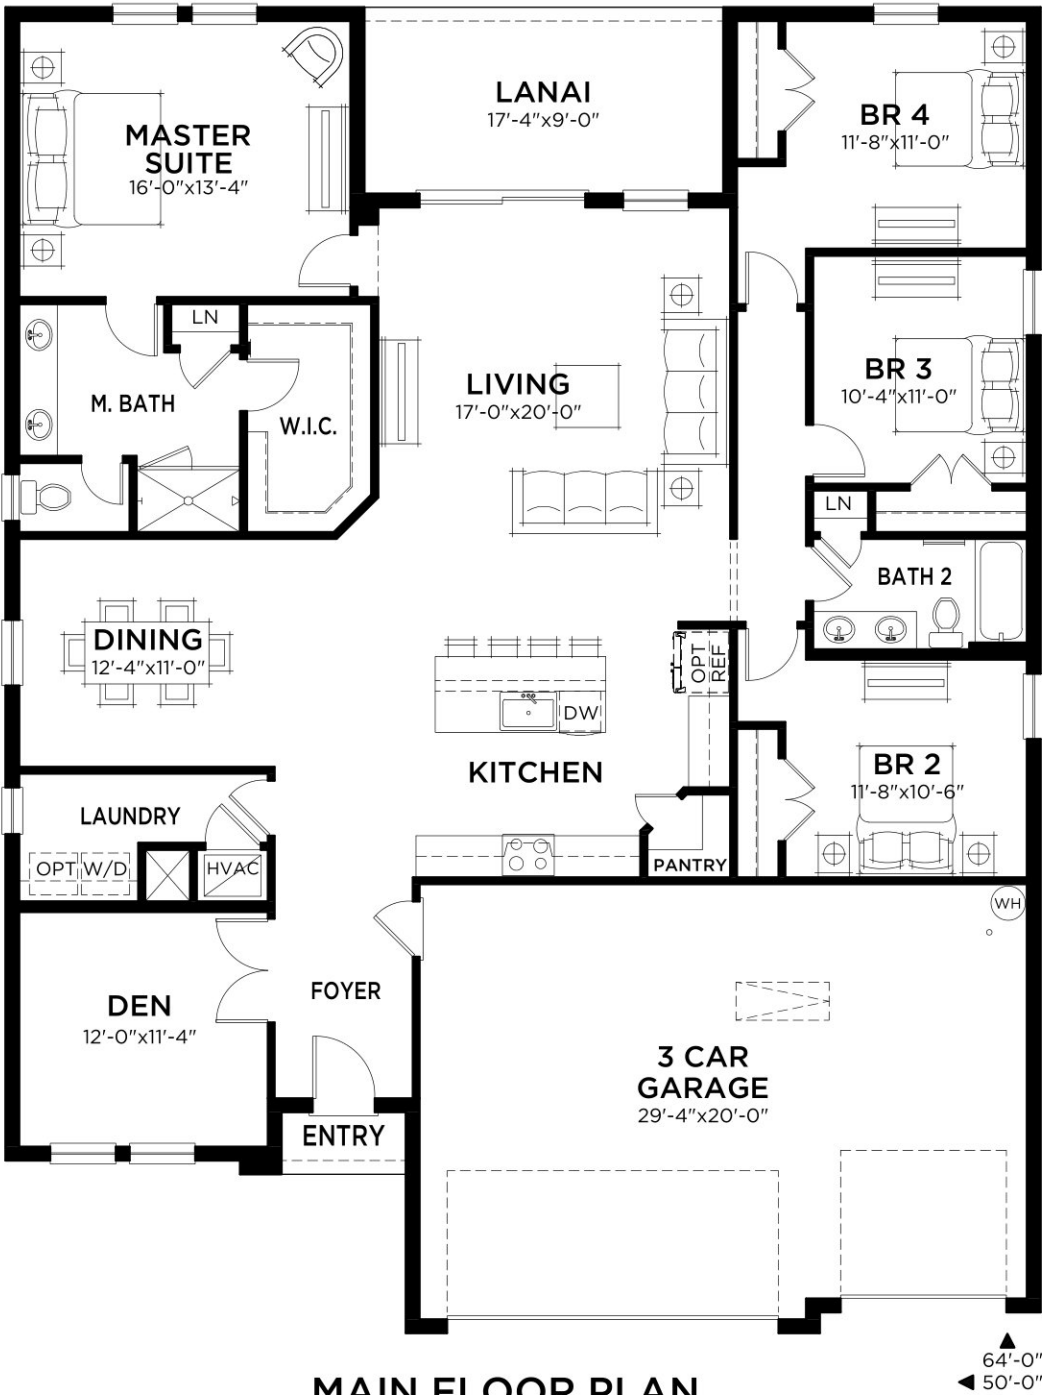 LANAI
17'-4"x9'-0"
MASTER
SUITE
16'-0"x13'-4"
BR 4
11'-8"x11'-0"
LN
M. BATH
W.I.C.
LIVING
17'-0"x20'-0"
BR 3
10'-4"x11'-0"
LN
BATH 2
DINING
12'-4"x11'-0"
OPT
REF
DW
KITCHEN
BR 2
11'-8"x10'-6"
LAUNDRY
OPT W/D
HVAC
PANTRY
WH
DEN
12'-0"x11'-4"
FOYER
3 CAR
GARAGE
29'-4"x20'-0"
ENTRY
64'-0"
50'-0"
MAIN FLOOR PLAN